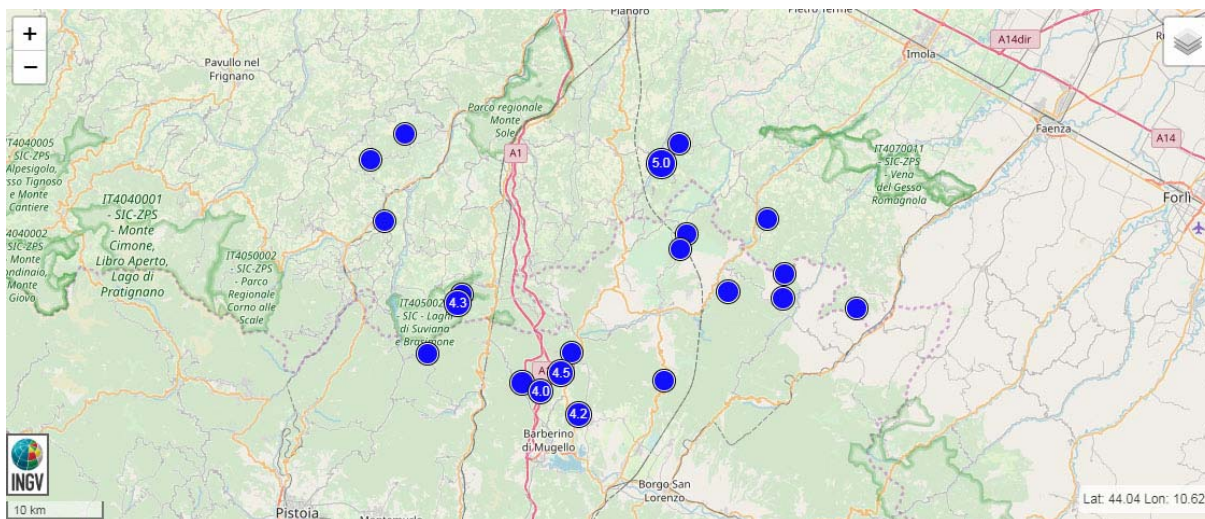 +
−
Pianoro
Pietro Terme
A14dir
Imola
Pavullo nel
Frignano
Parco regionale
Monte
Sole
A1
Faenza
A14
IT4040005
- SIC-ZPS
Alpesigola,
sso Tignoso
e Monte
Cantiere
5.0
IT4070011
- SIC-ZPS
- Vena
del Gesso
Romagnola
Forlì
IT4040001
- SIC-ZPS
- Monte
Cimone,
Libro Aperto,
Lago di
Pratignano
IT4040002
- SIC-ZPS
- Monte
ondinaio,
Monte
Giovo
IT4050002
- SIC-ZPS
- Parco
Regionale
Corno alle
Scale
- SIC - Laghi
di Suviana
e Brasimone
4.3
4.5
4.0
4.2
Barberino
di Mugello
Borgo San
Lorenzo
INGV
10 km
Pistoia
Lat: 44.04 Lon: 10.62